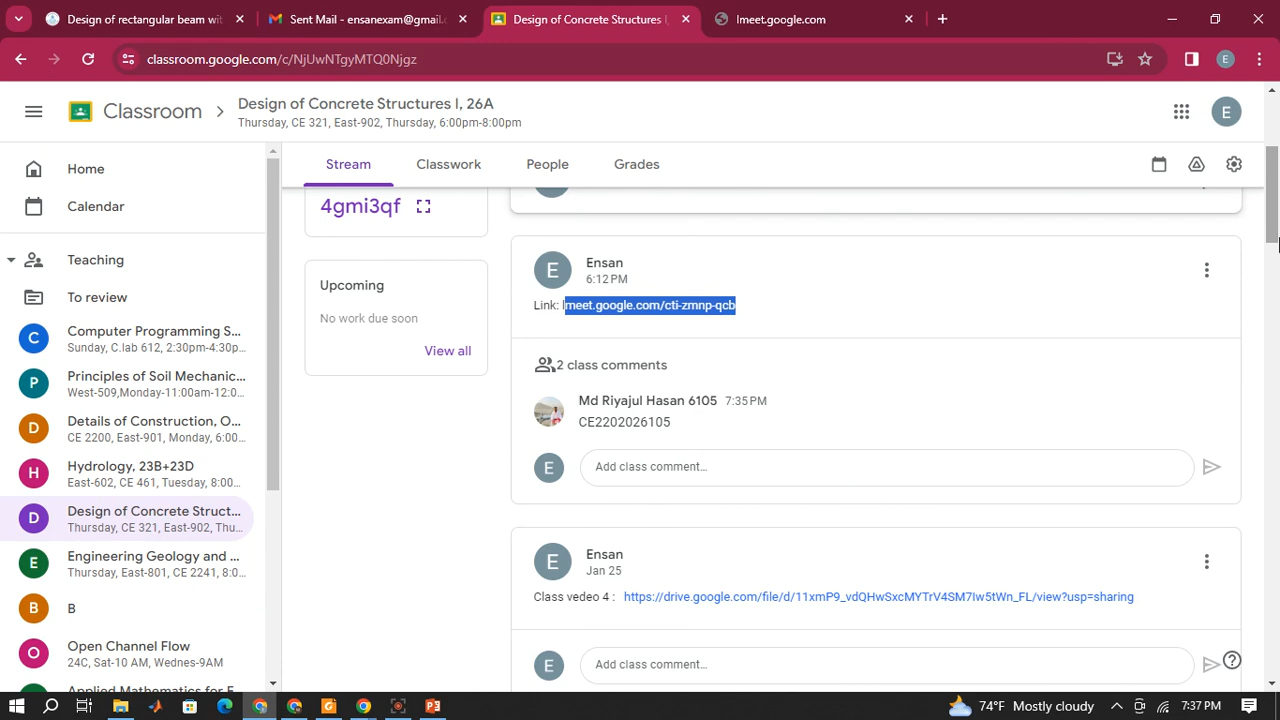 Design of rectangular beam wit
Sent Mail - ensanexam@gmail.c
Design of Concrete Structures I,
lmeet.google.com
classroom.google.com/c/NjUwNTgyMTQ0Njgz
E
Classroom
Design of Concrete Structures I, 26A
Thursday, CE 321, East-902, Thursday, 6:00pm-8:00pm
E
Home
Calendar
Teaching
To review
C
Computer Programming S...
Sunday, C.lab 612, 2:30pm-4:30p...
P
Principles of Soil Mechanic...
West-509,Monday-11:00am-12:0...
D
Details of Construction, O...
CE 2200, East-901, Monday, 6:00...
H
Hydrology, 23B+23D
East-602, CE 461, Tuesday, 8:00...
D
Design of Concrete Struct...
Thursday, CE 321, East-902, Thu...
E
Engineering Geology and ...
Thursday, East-801, CE 2241, 8:0...
B
B
O
Open Channel Flow
24C, Sat-10 AM, Wednes-9AM
Stream
Classwork
People
Grades
4gmi3qf
Upcoming
No work due soon
View all
E
Ensan
6:12 PM
Link: lmeet.google.com/cti-zmnp-qcb
2 class comments
Md Riyajul Hasan 6105 7:35 PM
CE2202026105
E
Add class comment...
E
Ensan
Jan 25
Class vedeo 4 : https://drive.google.com/file/d/11xmP9_vdQHwSxcMYTrV4SM7Iw5tWn_FL/view?usp=sharing
E
Add class comment...
74°F Mostly cloudy
7:37 PM